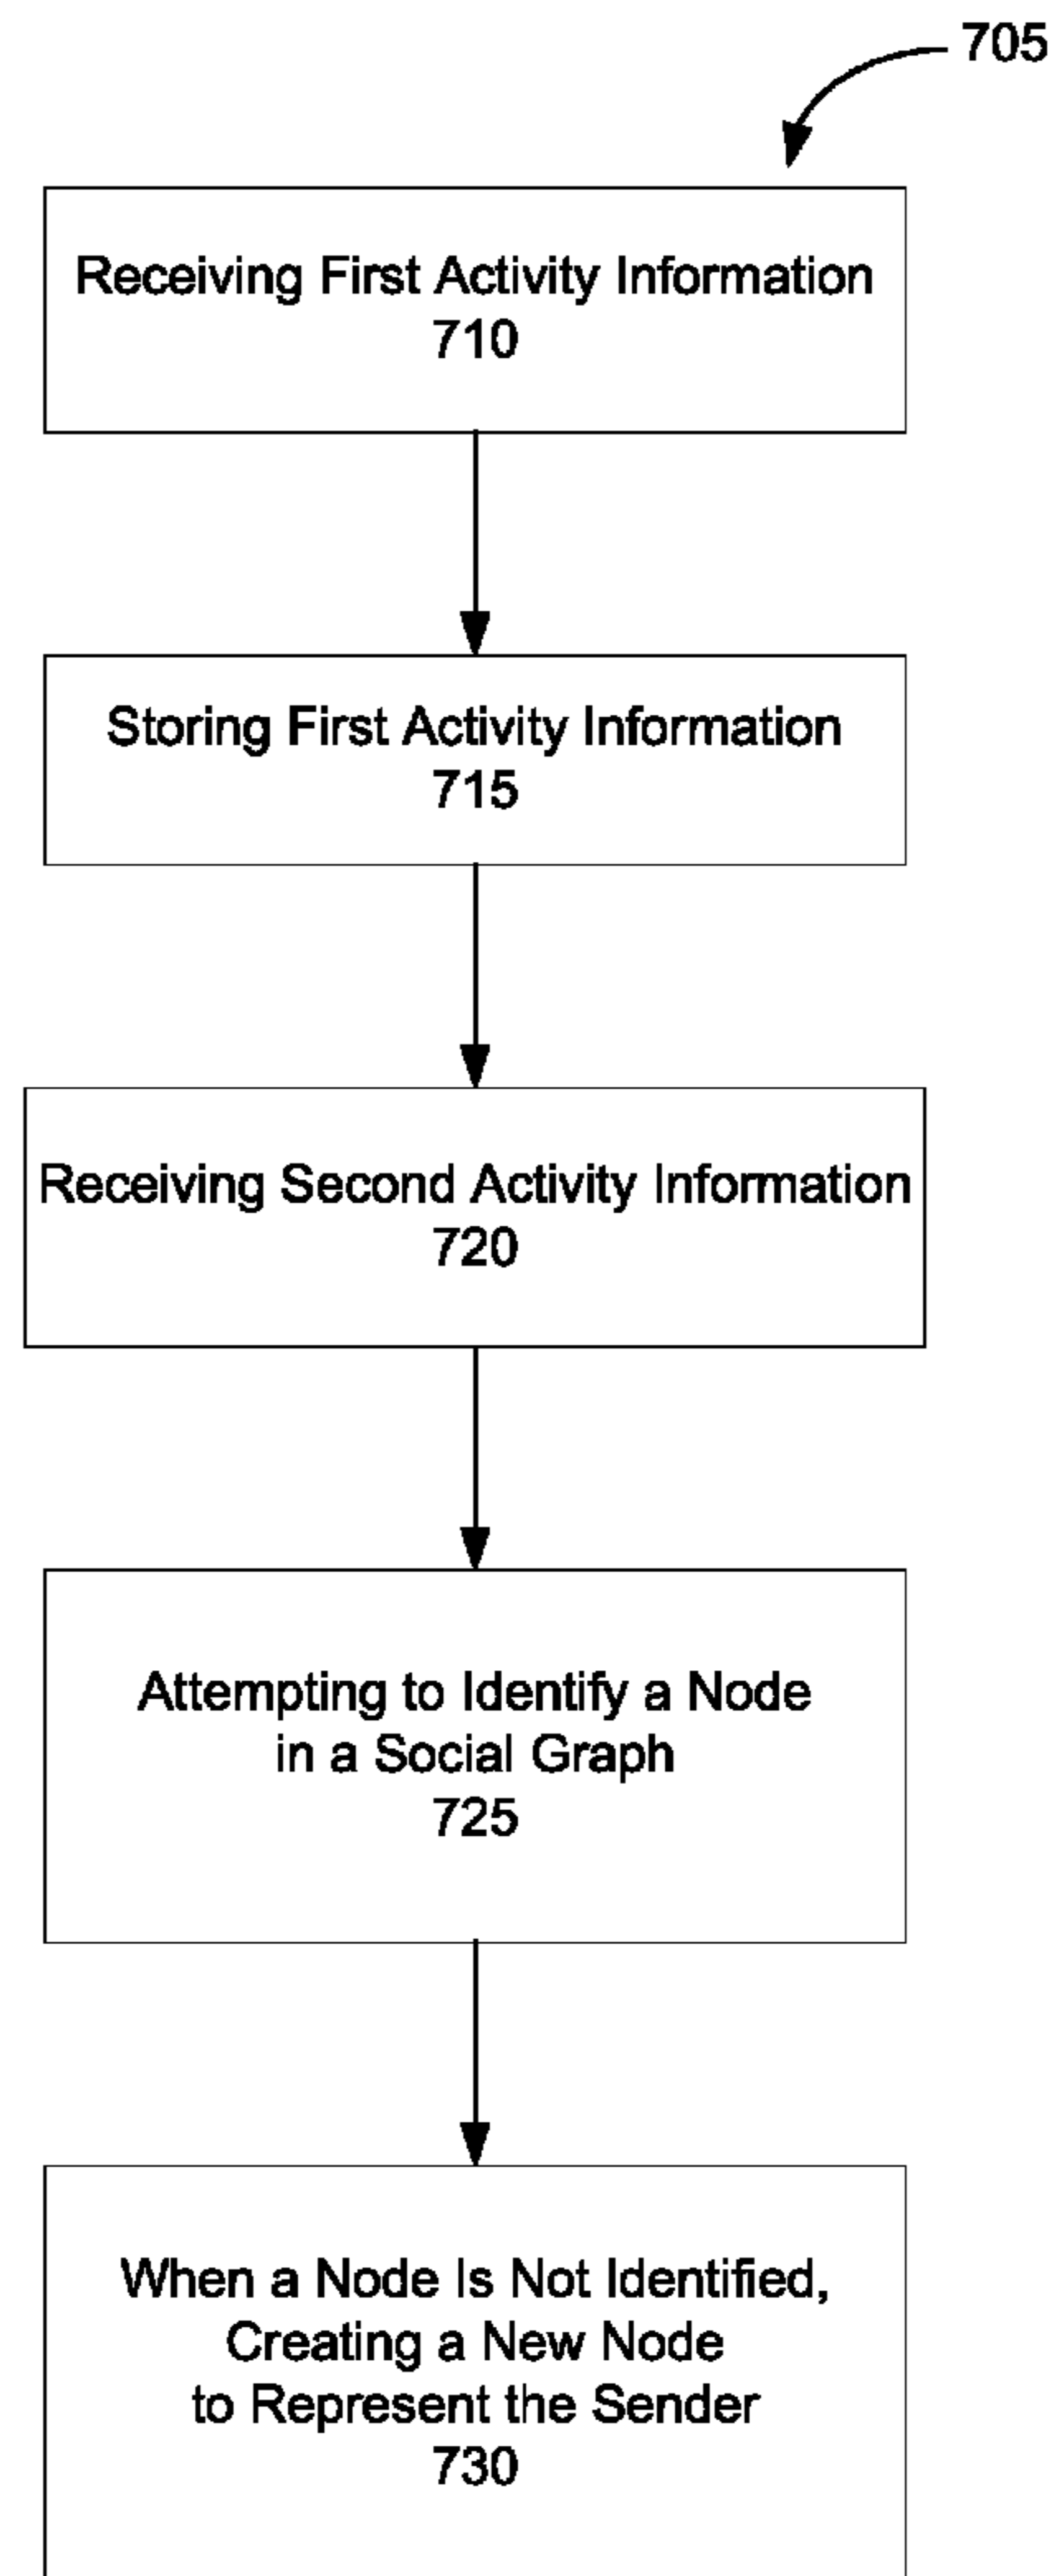 705
Receiving First Activity Information
710
Storing First Activity Information
715
Receiving Second Activity Information
720
Attempting to Identify a Node
in a Social Graph
725
When a Node Is Not Identified,
Creating a New Node
to Represent the Sender
730